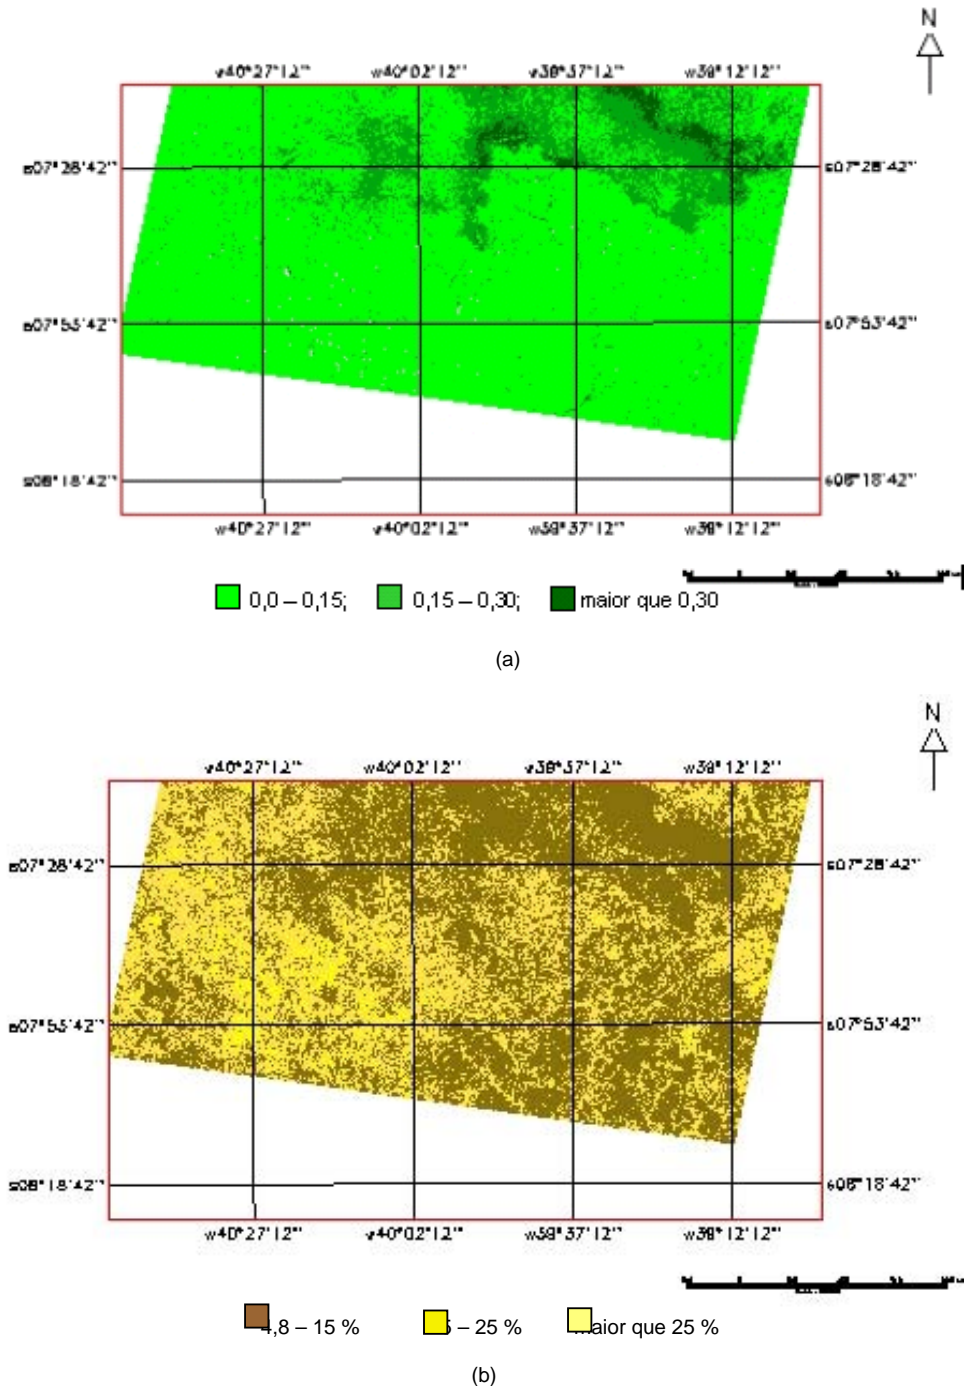 N
w40°27'12" w40°02'12" w39°37'12" w39°12'12"
s07°28'42" s07°28'42"
s07°53'42" s07°53'42"
s08°18'42" s08°18'42"
w40°27'12" w40°02'12" w39°37'12" w39°12'12"
0,0 – 0,15; 0,15 – 0,30; maior que 0,30
(a)
N
w40°27'12" w40°02'12" w39°37'12" w39°12'12"
s07°28'42" s07°28'42"
s07°53'42" s07°53'42"
s08°18'42" s08°18'42"
w40°27'12" w40°02'12" w39°37'12" w39°12'12"
4,8 – 15 % – 25 % maior que 25 %
(b)